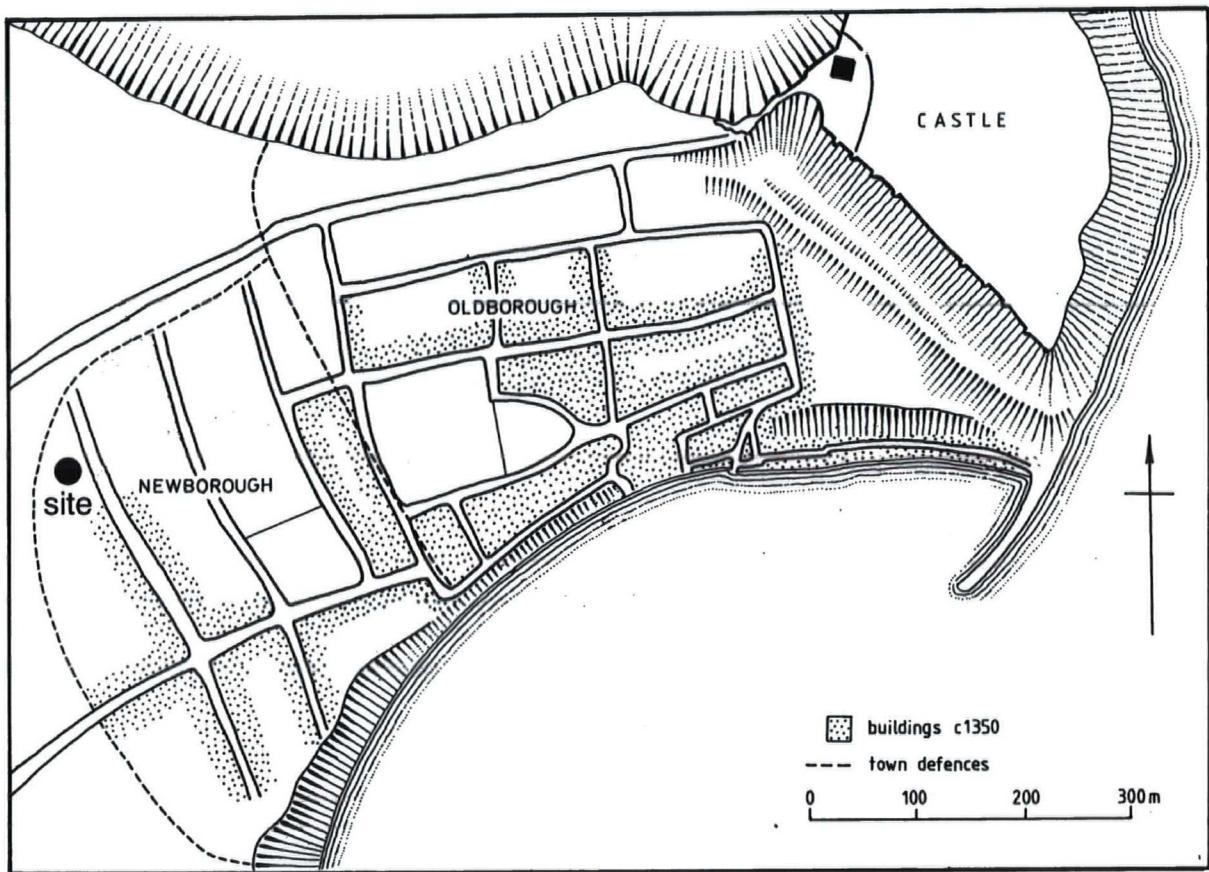 CASTLE
OLDBOROUGH
NEWBOROUGH
site
buildings c1350
town defences
0 100 200 300m